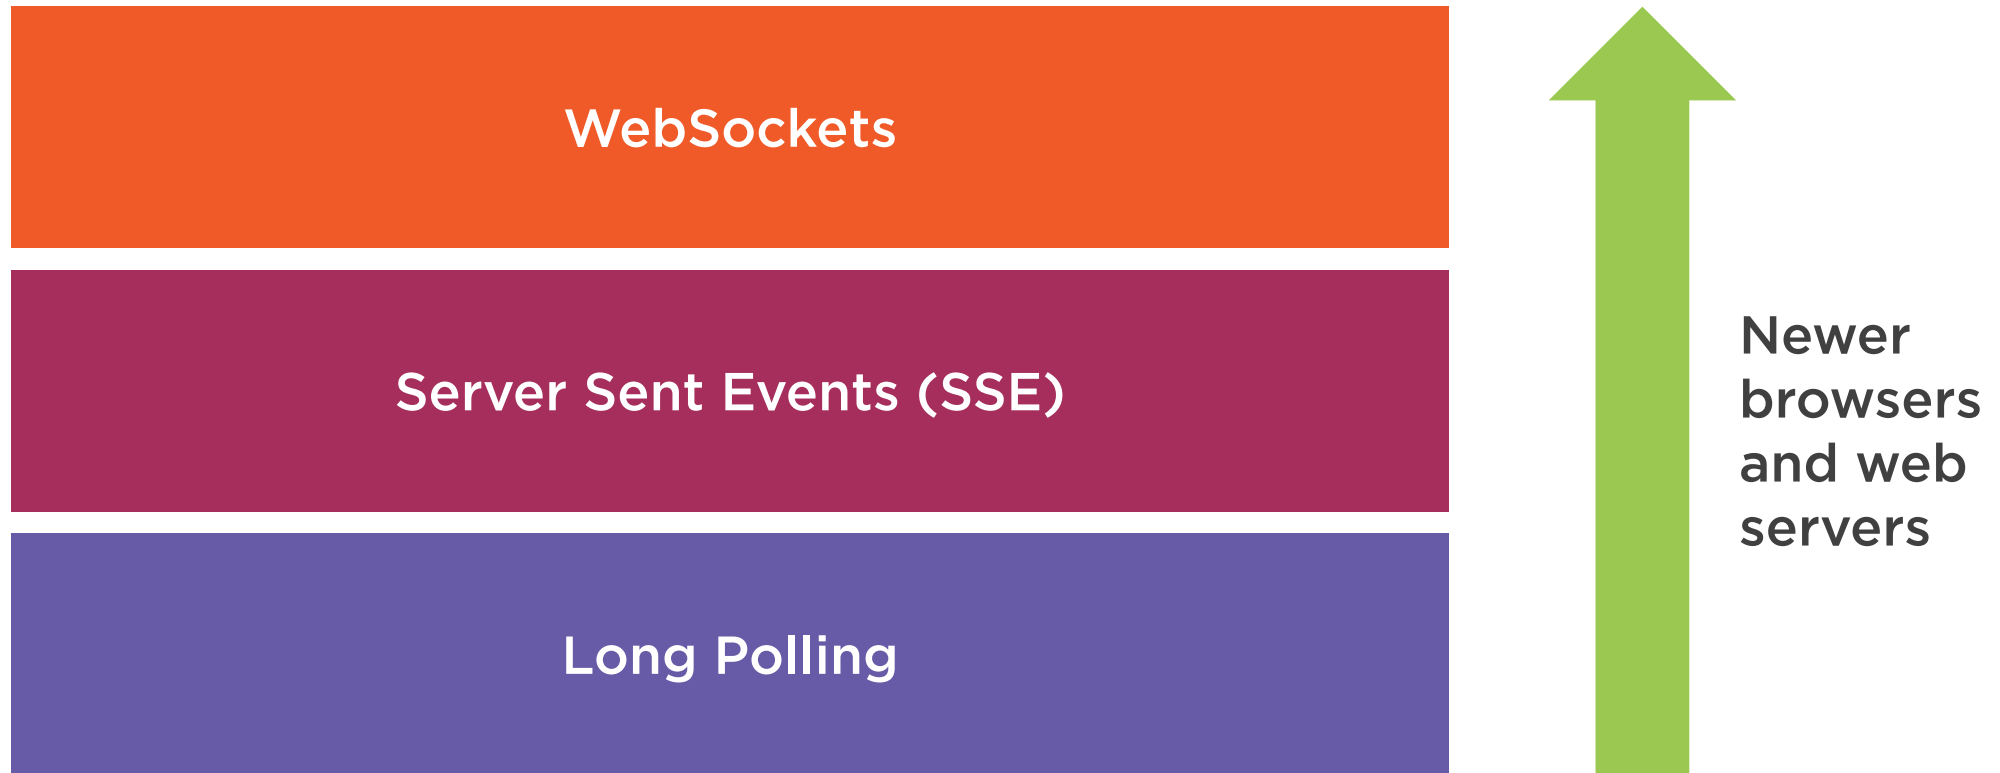 WebSockets
Server Sent Events (SSE)
Long Polling
Newer
browsers
and web
servers